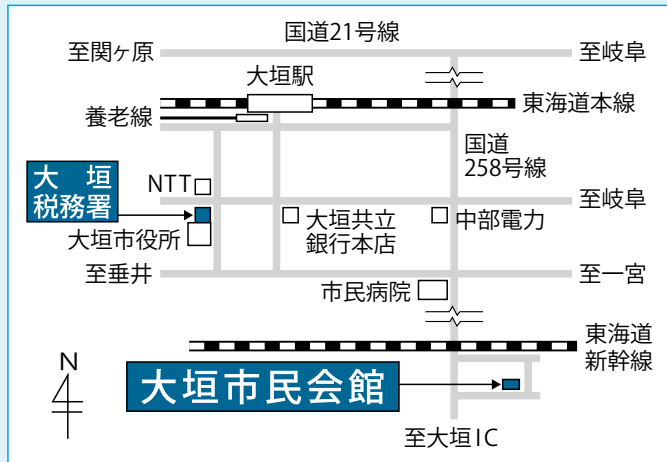 国道21号線
至関ヶ原
至岐阜
大垣駅
東海道本線
養老線
国道
258号線
大 垣
税務署
NTT
至岐阜
大垣共立
銀行本店
中部電力
大垣市役所
至垂井
至一宮
市民病院
東海道
新幹線
N
大垣市民会館
至大垣IC